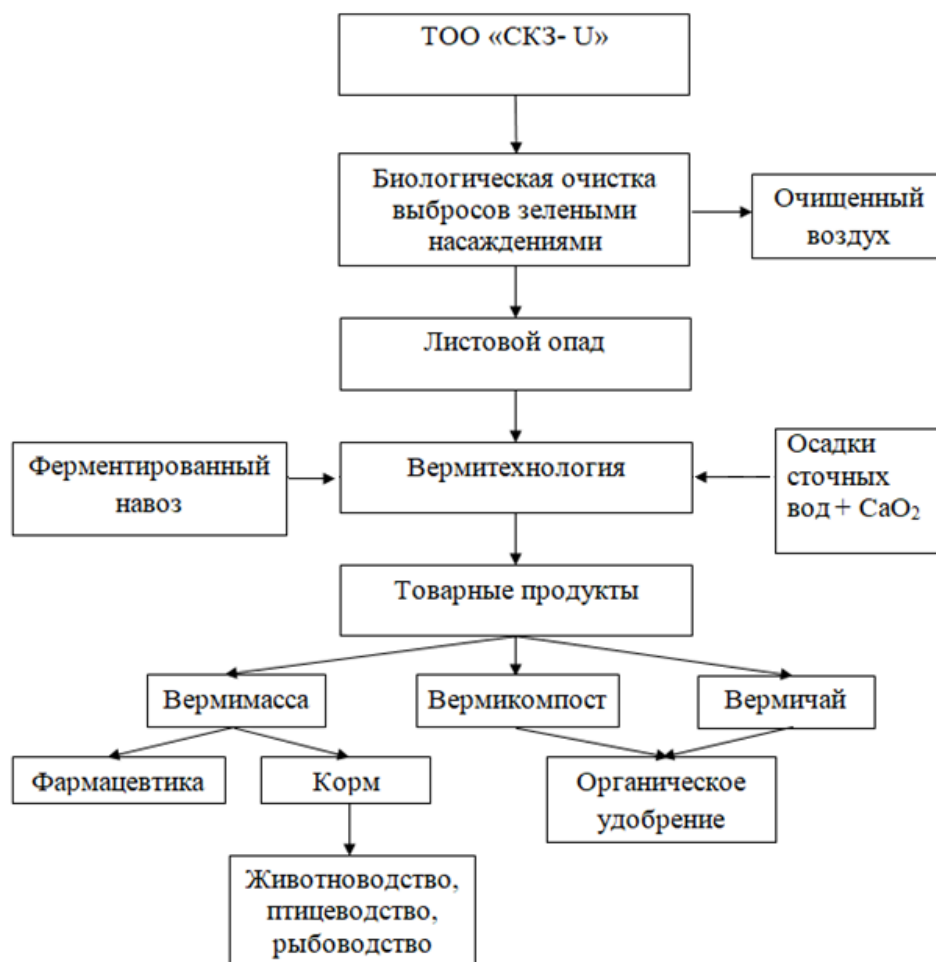 ТОО «СКЗ- U»
Биологическая очистка
выбросов зелеными
насаждениями
Очищенный
воздух
Листовой опад
Ферментированный
навоз
Вермитехнология
Осадки
сточных
вод + CaO₂
Товарные продукты
Вермимасса
Вермикомпост
Вермичай
Фармацевтика
Корм
Органическое
удобрение
Животноводство,
птицеводство,
рыбоводство